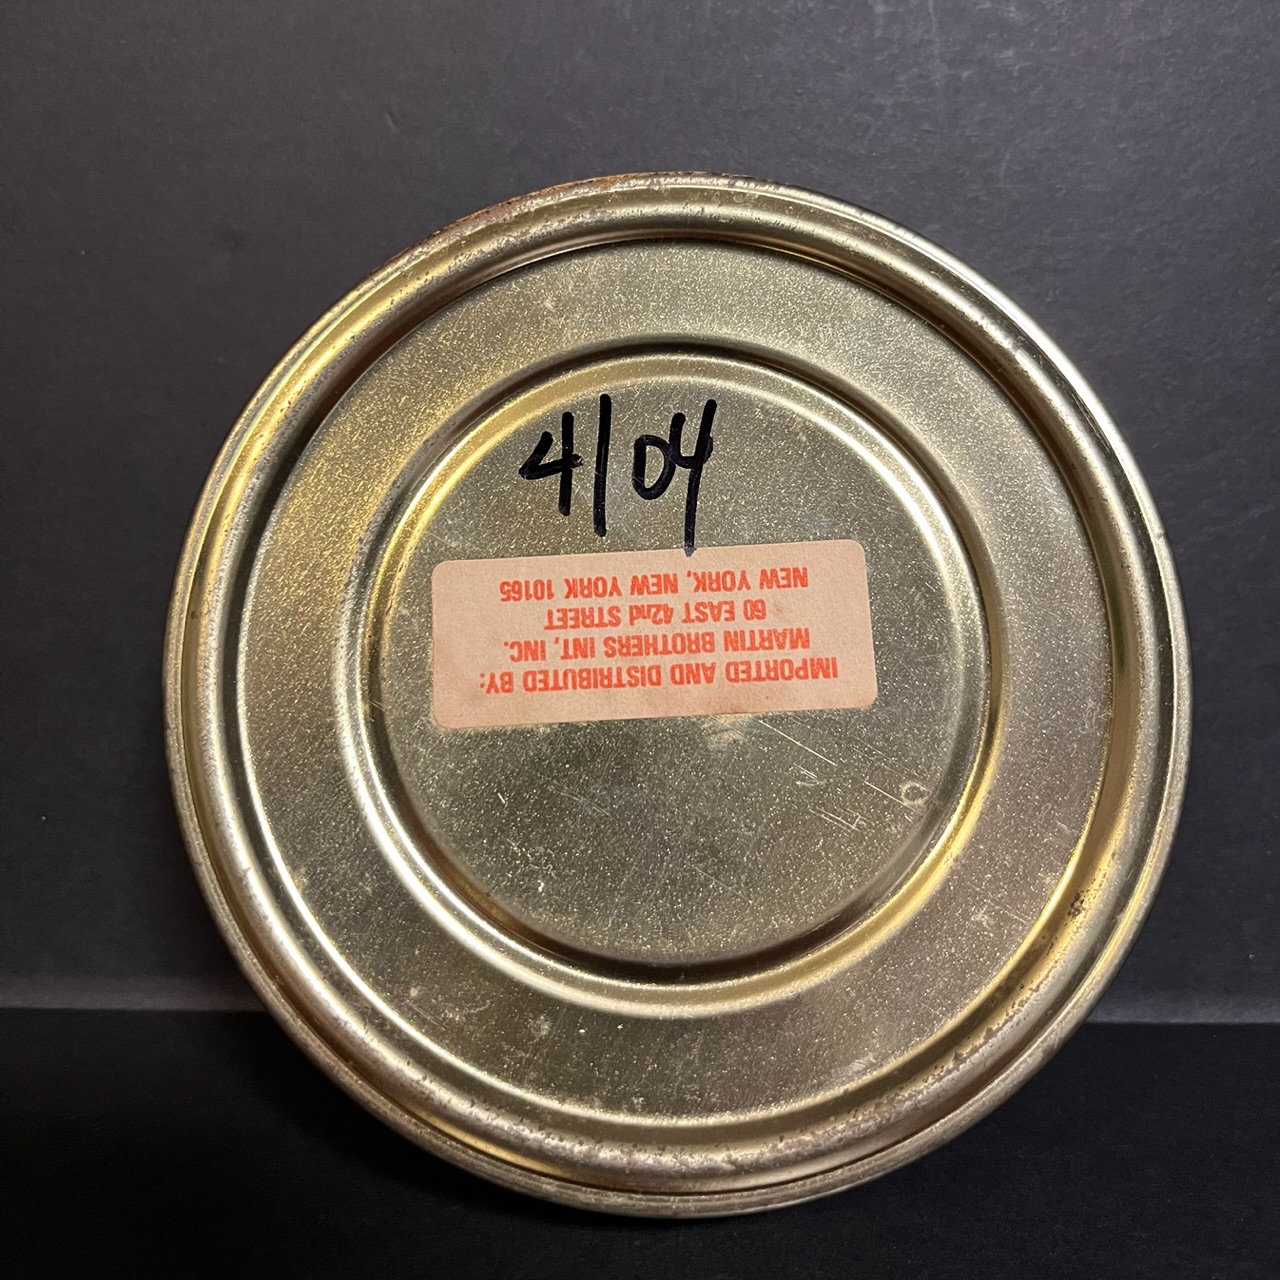 4/04
IMPORTED AND DISTRIBUTED BY:
MARTIN BROTHERS INT, INC.
60 EAST 42nd STREET
NEW YORK, NEW YORK 10165